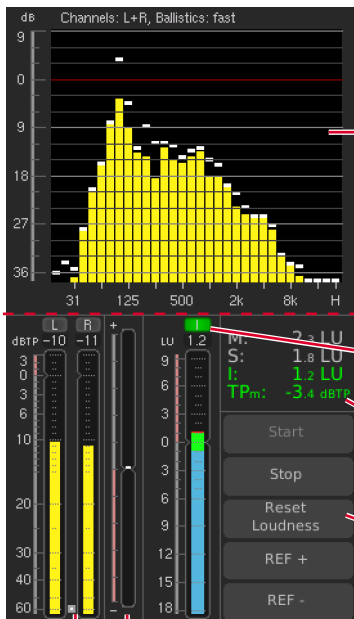 dB Channels: L+R, Ballistics: fast
9
0
9
18
27
36
31 125 500 2k 8k H
L R + I
dBTP -10 -11 LU 1.2
M: 2.3 LU
S: 1.8 LU
I: 1.2 LU
TPm: -3.4 dBTP
3
0
3
6
10
20
30
40
60
-
9
6
3
0
3
6
9
12
15
18
Start
Stop
Reset
Loudness
REF +
REF -